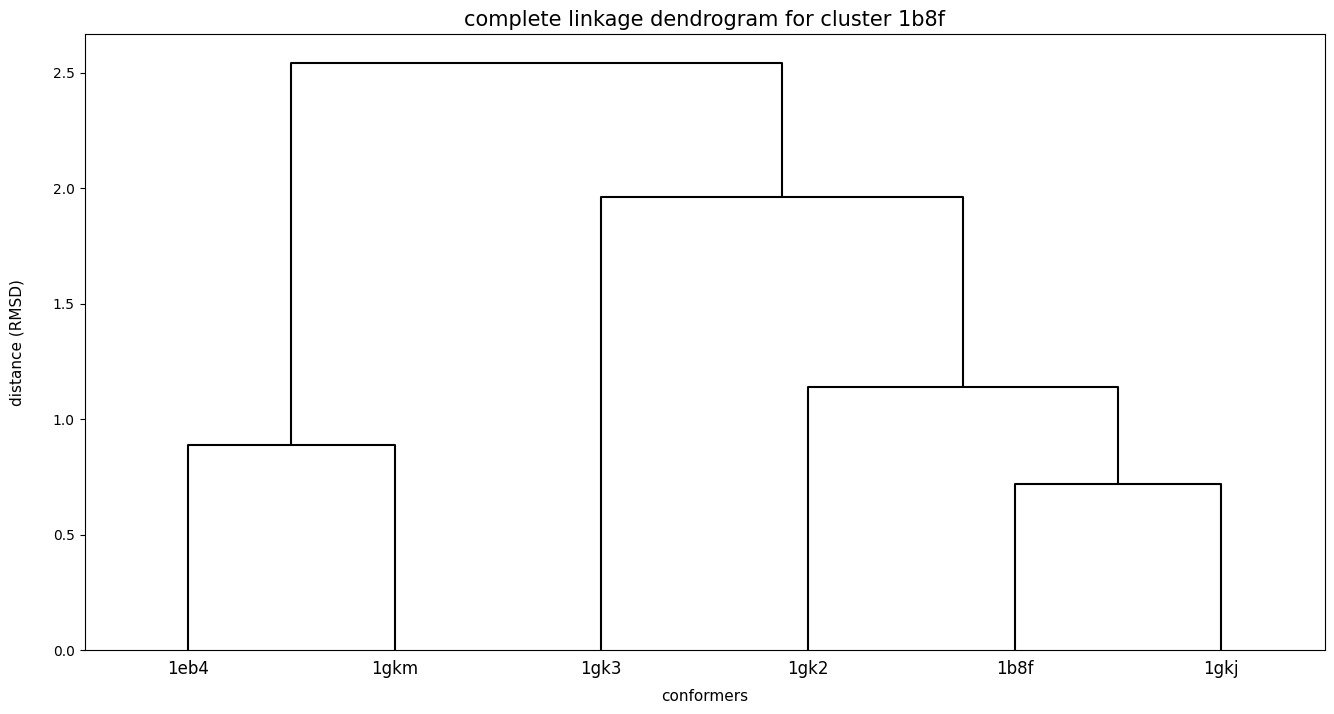 complete linkage dendrogram for cluster 1b8f
distance (RMSD)
2.5
2.0
1.5
1.0
0.5
0.0
1eb4 1gkm 1gk3 1gk2 1b8f 1gkj
conformers